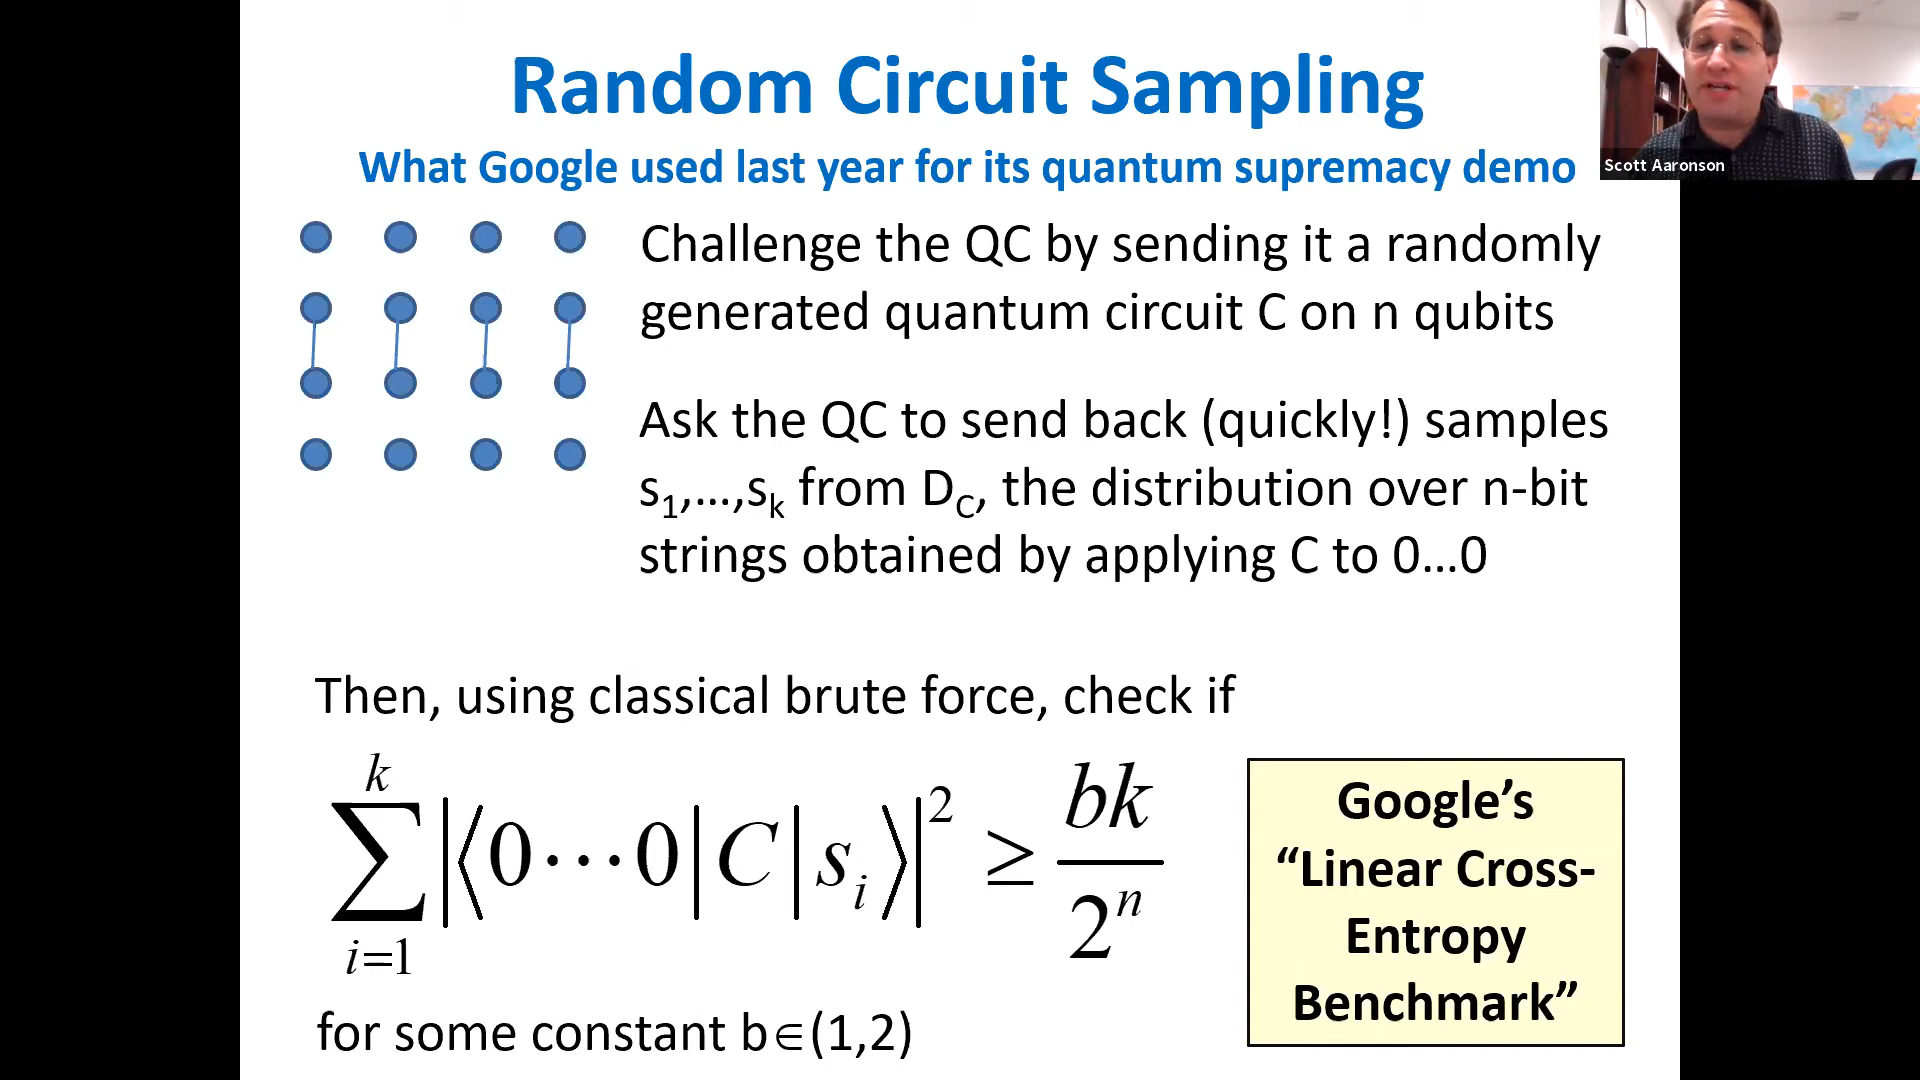 Random Circuit Sampling
What Google used last year for its quantum supremacy demo
Scott Aaronson
Challenge the QC by sending it a randomly
generated quantum circuit C on n qubits
Ask the QC to send back (quickly!) samples
s₁,…,sₖ from D_C, the distribution over n-bit
strings obtained by applying C to 0…0
Then, using classical brute force, check if
∑_{i=1}^{k} |⟨0⋯0|C|s_i⟩|² ≥ bk/2ⁿ
for some constant b∈(1,2)
Google’s
“Linear Cross-
Entropy
Benchmark”